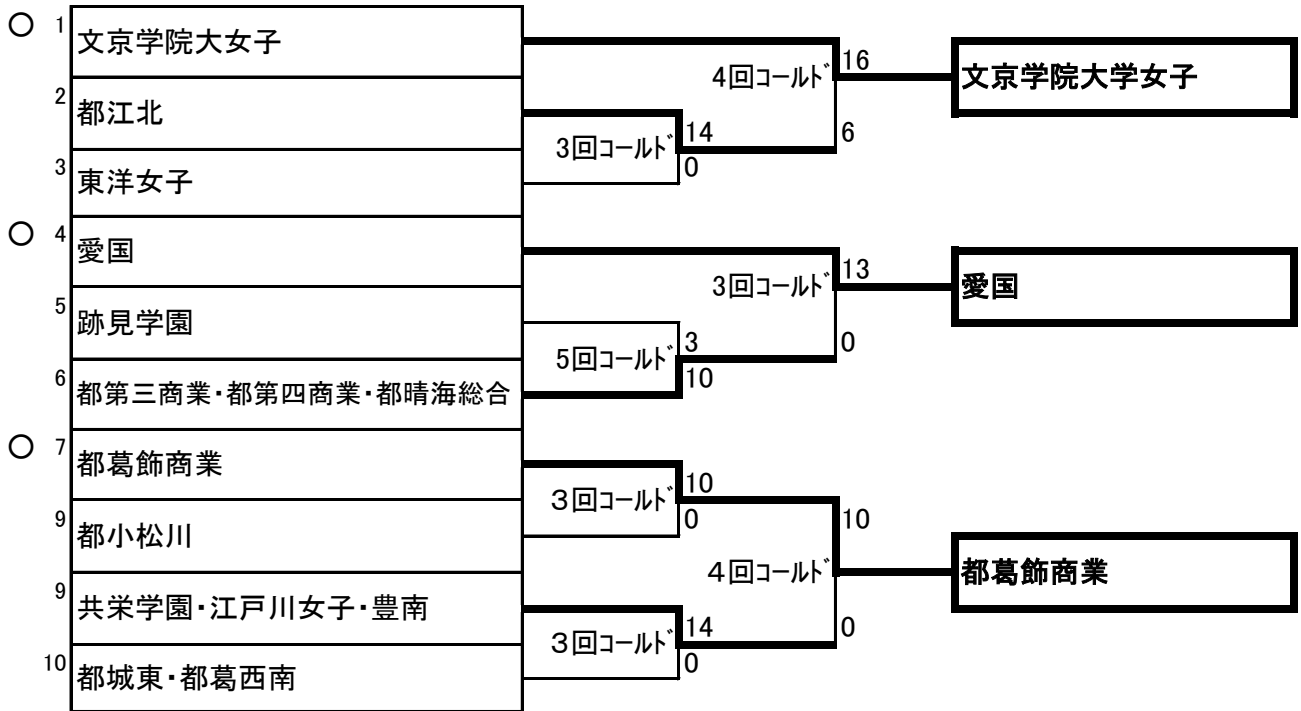 ○ 1 文京学院大女子
4回ｺｰﾙﾄﾞ 16
文京学院大学女子
2 都江北
3回ｺｰﾙﾄﾞ 14
6
0
3 東洋女子
○ 4 愛国
3回ｺｰﾙﾄﾞ 13
愛国
5 跡見学園
5回ｺｰﾙﾄﾞ 3
0
10
6 都第三商業・都第四商業・都晴海総合
○ 7 都葛飾商業
３回ｺｰﾙﾄﾞ 10
0
10
9 都小松川
４回ｺｰﾙﾄﾞ
都葛飾商業
9 共栄学園・江戸川女子・豊南
３回ｺｰﾙﾄﾞ 14
0
0
10 都城東・都葛西南